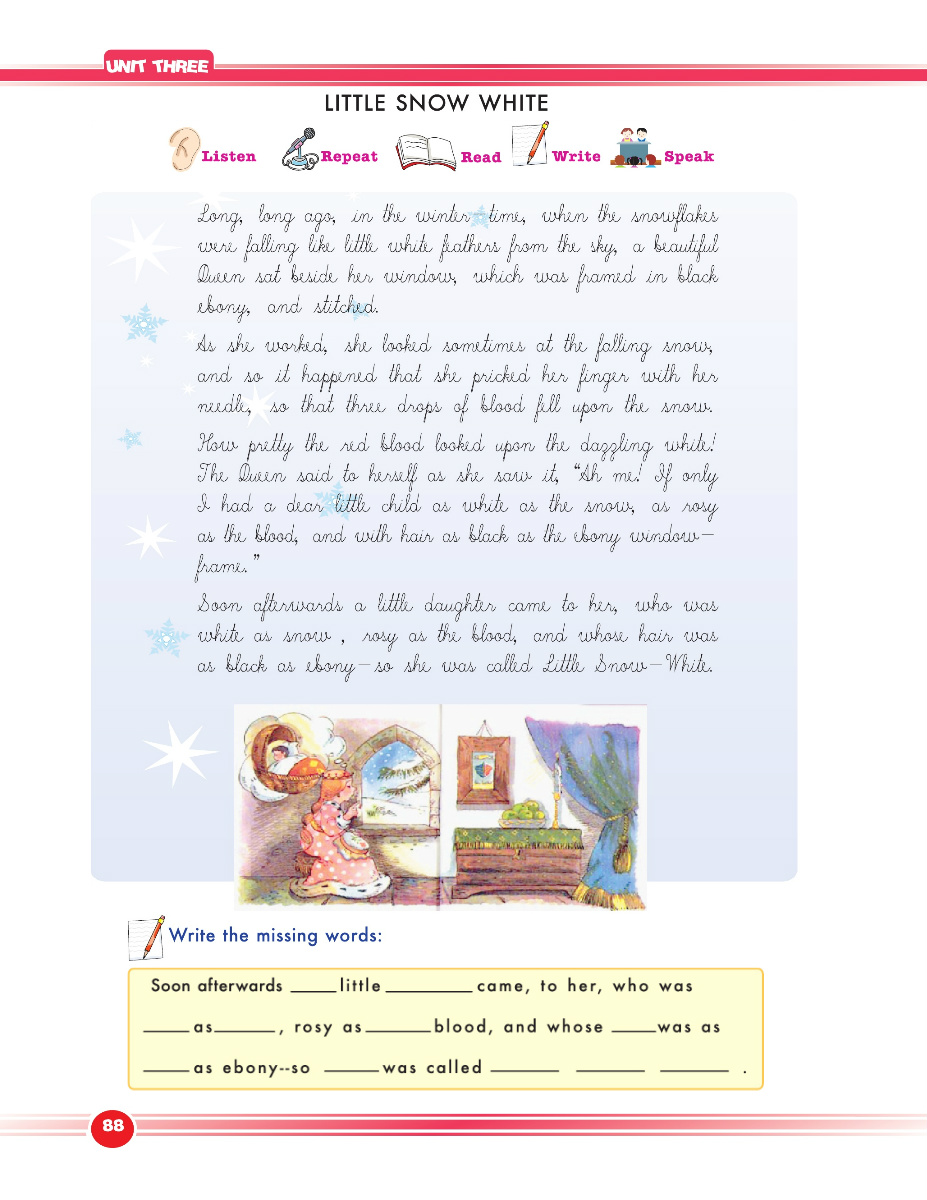 UNIT THREE
LITTLE SNOW WHITE
Listen Repeat Read Write Speak
Long, long ago, in the winter-time, when the snowflakes
were falling like little white feathers from the sky, a beautiful
Queen sat beside her window, which was framed in black
ebony, and stitched.
As she worked, she looked sometimes at the falling snow,
and so it happened that she pricked her finger with her
needle, so that three drops of blood fell upon the snow.
How pretty the red blood looked upon the dazzling white!
The Queen said to herself as she saw it, “Ah me! If only
I had a dear little child as white as the snow, as rosy
as the blood, and with hair as black as the ebony window-
frame.”
Soon afterwards a little daughter came to her, who was
white as snow , rosy as the blood, and whose hair was
as black as ebony-so she was called Little Snow-White.
Write the missing words:
Soon afterwards _____ little _________ came, to her, who was
_____ as _______ , rosy as _______ blood, and whose _____ was as
_____ as ebony--so ______ was called ________ ________ ________ .
88